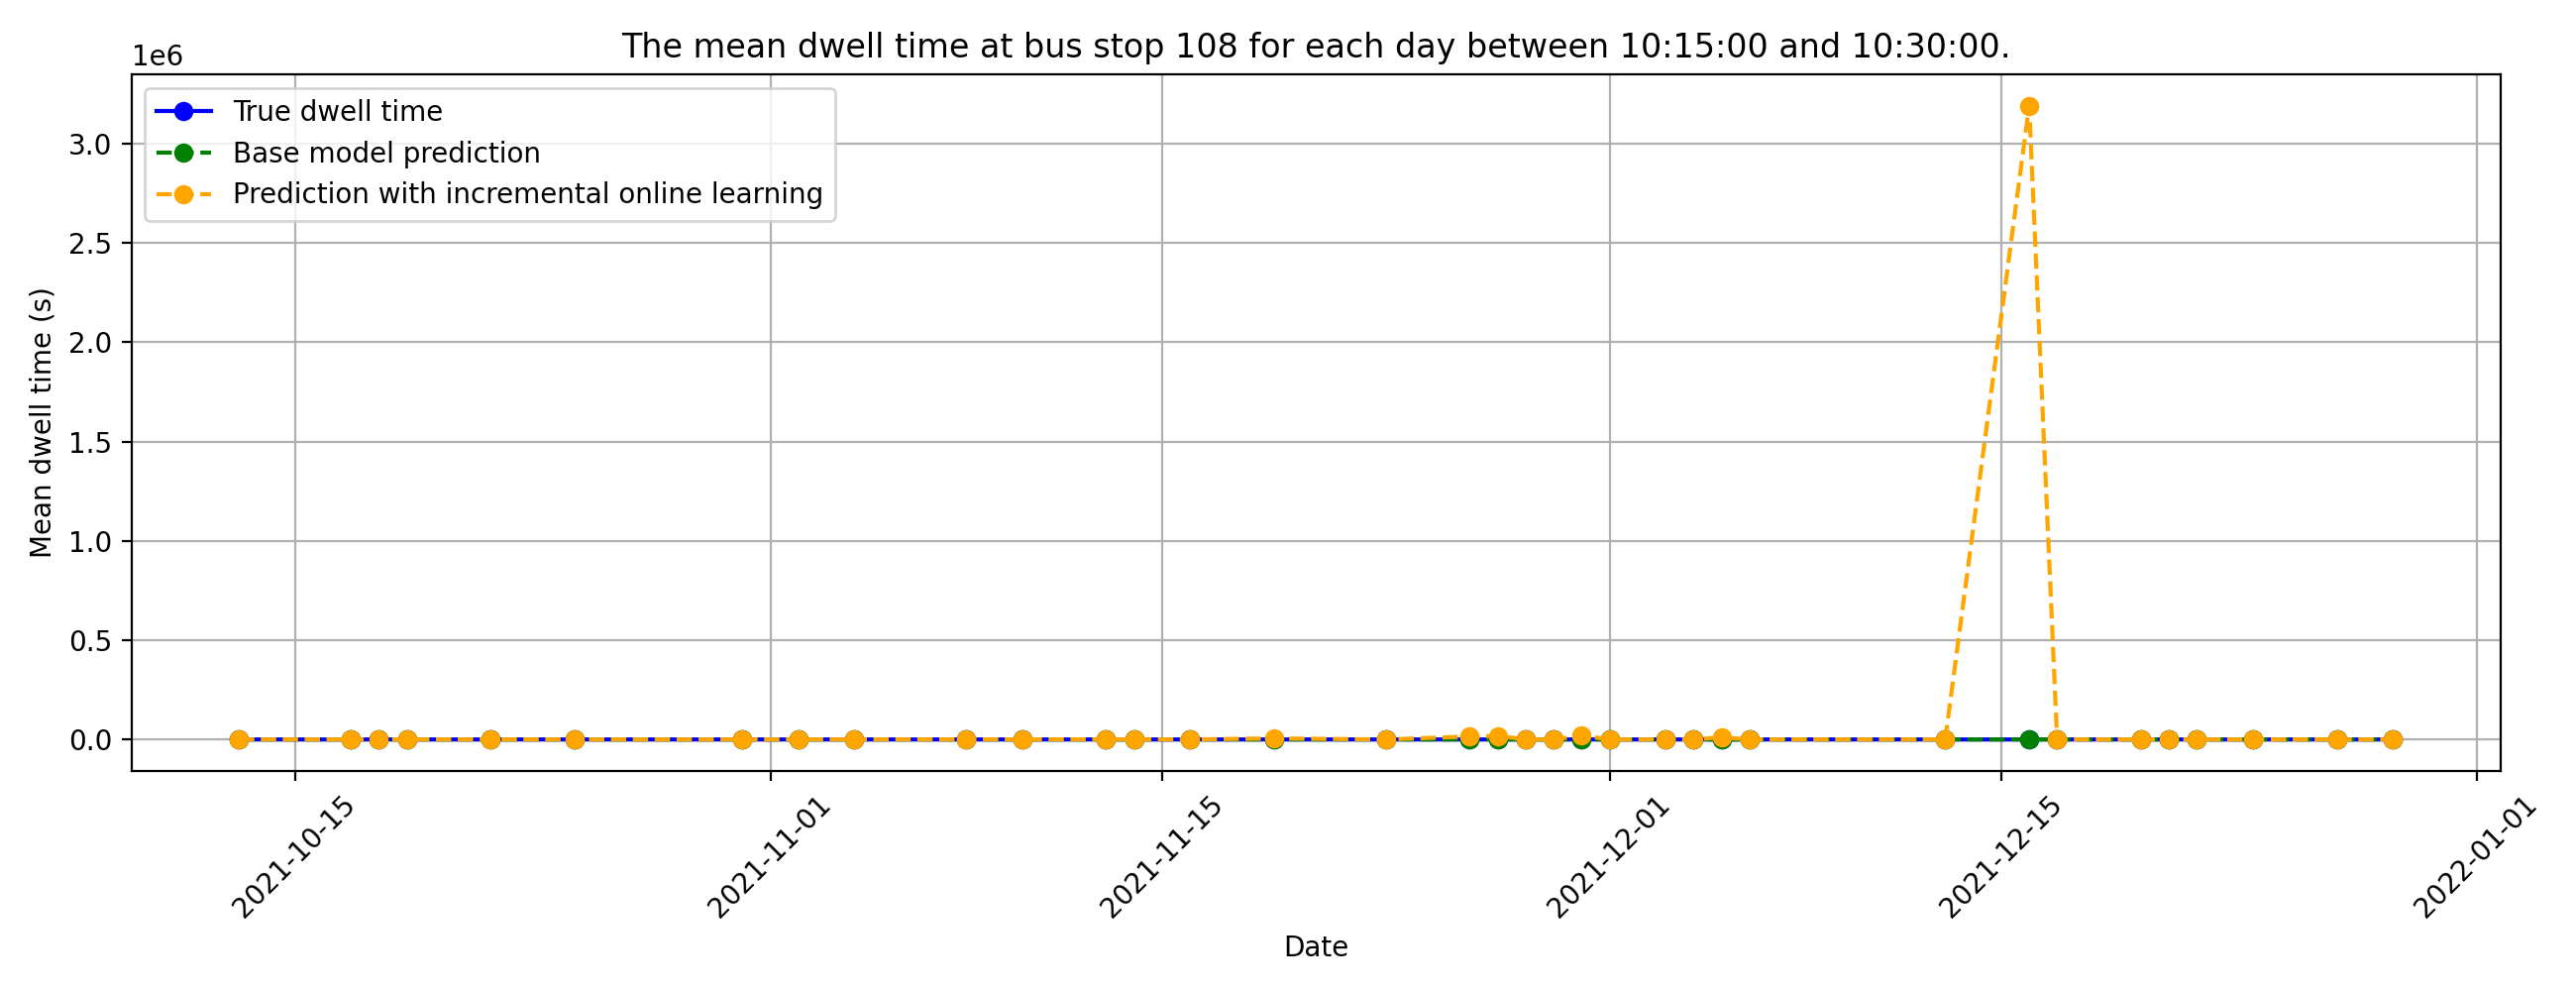 The mean dwell time at bus stop 108 for each day between 10:15:00 and 10:30:00.
1e6
True dwell time
Base model prediction
Prediction with incremental online learning
3.0
2.5
2.0
1.5
1.0
0.5
0.0
Mean dwell time (s)
2021-10-15
2021-11-01
2021-11-15
2021-12-01
2021-12-15
2022-01-01
Date